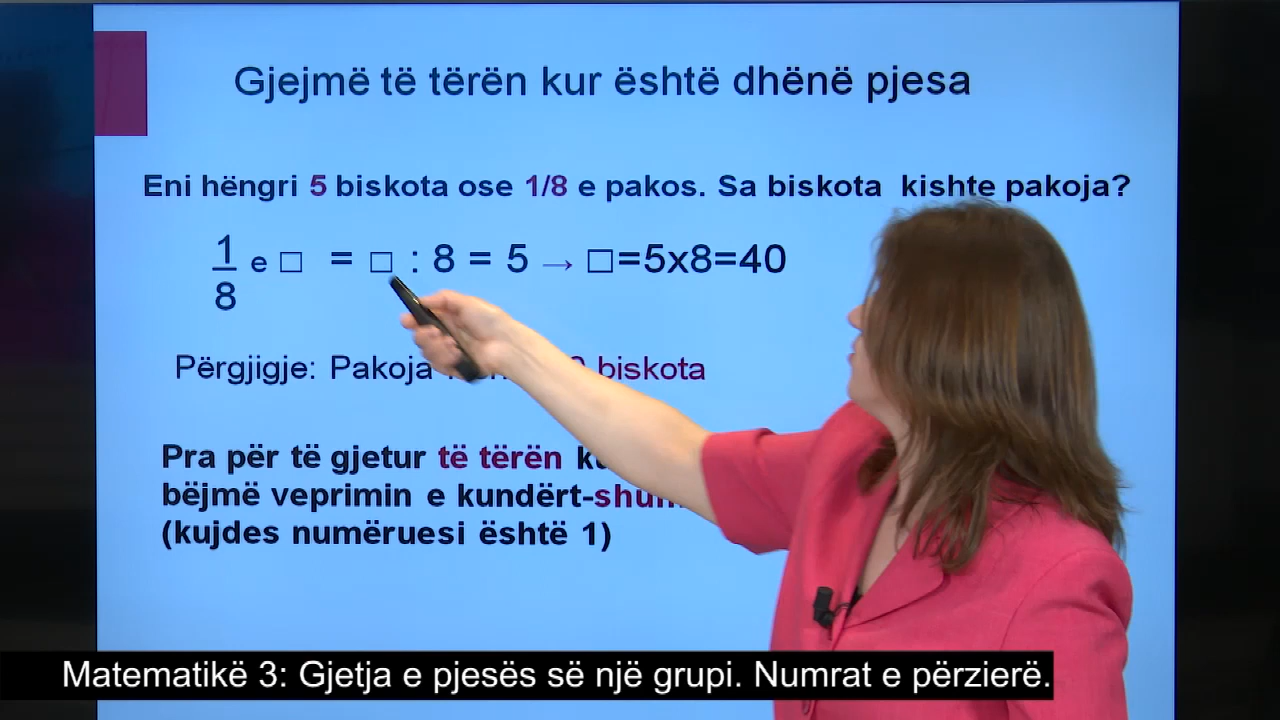 Gjejmë të tërën kur është dhënë pjesa
Eni hëngri 5 biskota ose 1/8 e pakos. Sa biskota kishte pakoja?
1/8 e □ = □ : 8 = 5 → □=5x8=40
Përgjigje: Pakoja biskota
Pra për të gjetur të tërën
bëjmë veprimin e kundërt-
(kujdes numëruesi është 1)
Matematikë 3: Gjetja e pjesës së një grupi. Numrat e përzierë.